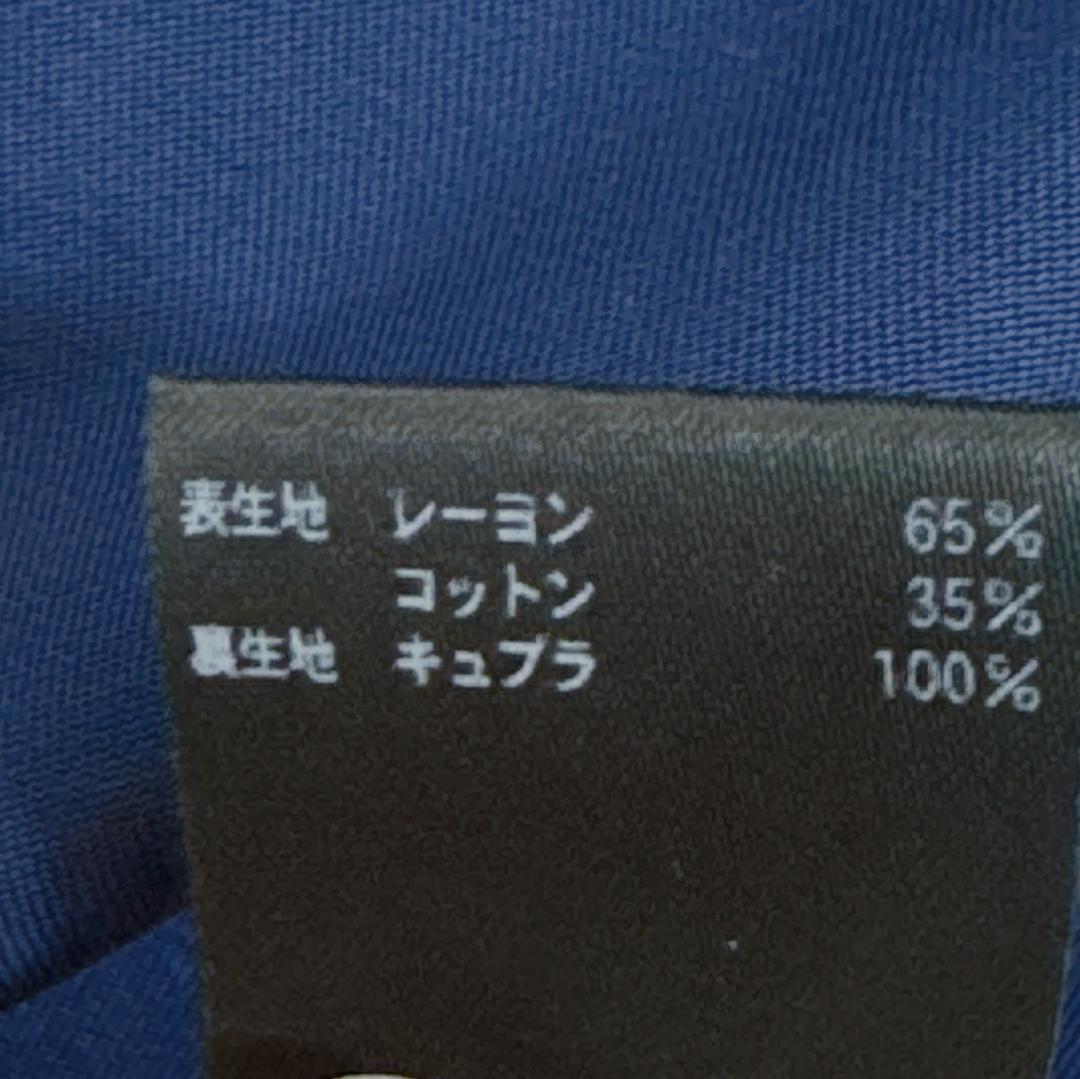 表生地 レーヨン 65%
コットン 35%
裏生地 キュプラ 100%